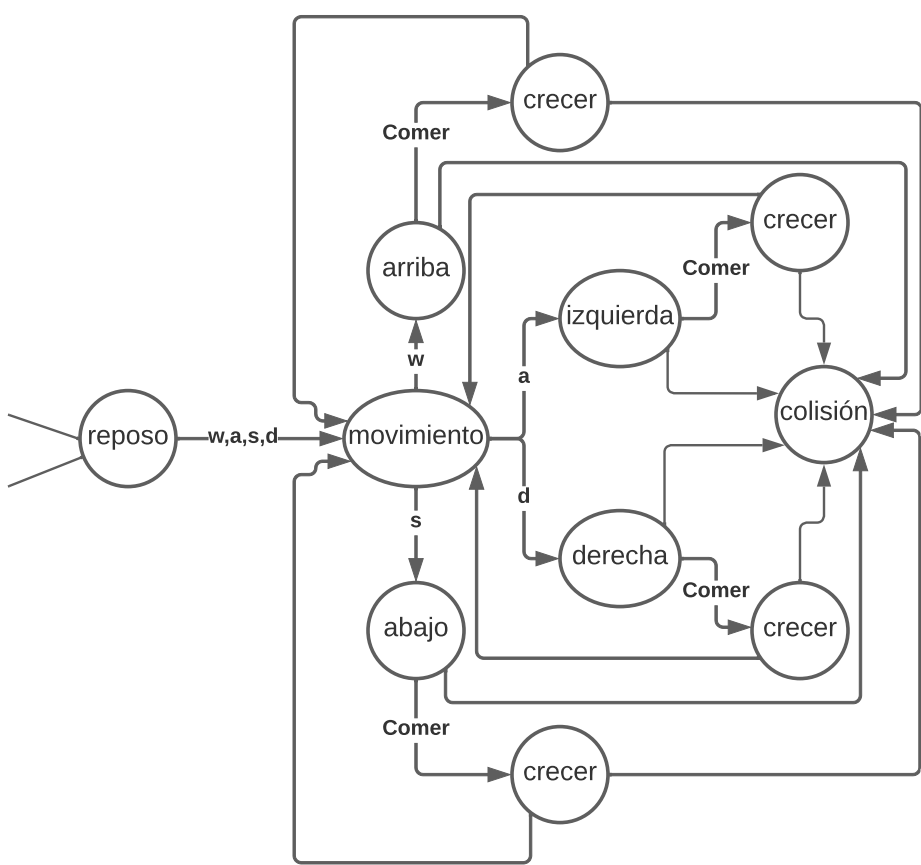 crecer
Comer
crecer
arriba
Comer
izquierda
w
a
colisión
reposo
w,a,s,d
movimiento
d
s
derecha
Comer
abajo
crecer
Comer
crecer